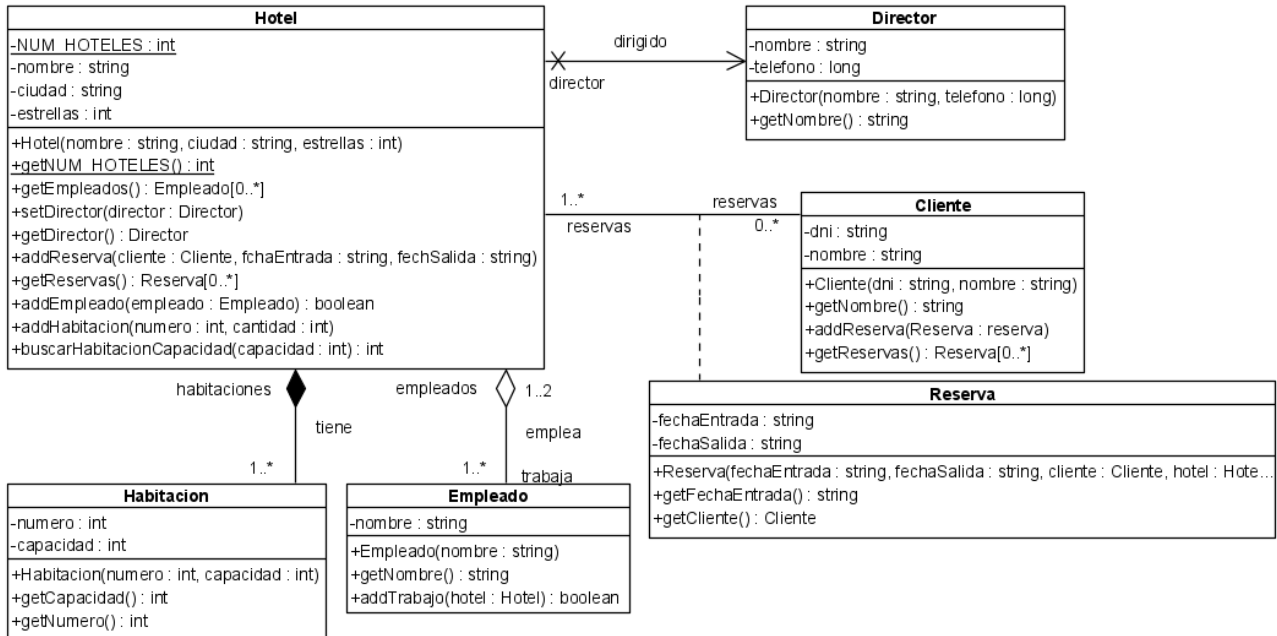 Hotel
-NUM_HOTELES : int
-nombre : string
-ciudad : string
-estrellas : int
+Hotel(nombre : string, ciudad : string, estrellas : int)
+getNUM_HOTELES() : int
+getEmpleados() : Empleado[0..*]
+setDirector(director : Director)
+getDirector() : Director
+addReserva(cliente : Cliente, fchaEntrada : string, fechSalida : string)
+getReservas() : Reserva[0..*]
+addEmpleado(empleado : Empleado) : boolean
+addHabitacion(numero : int, cantidad : int)
+buscarHabitacionCapacidad(capacidad : int) : int
dirigido
director
Director
-nombre : string
-telefono : long
+Director(nombre : string, telefono : long)
+getNombre() : string
1..*
reservas
reservas
0..*
Cliente
-dni : string
-nombre : string
+Cliente(dni : string, nombre : string)
+getNombre() : string
+addReserva(Reserva : reserva)
+getReservas() : Reserva[0..*]
habitaciones
tiene
1..*
empleados
1..2
emplea
1..*
trabaja
Reserva
-fechaEntrada : string
-fechaSalida : string
+Reserva(fechaEntrada : string, fechaSalida : string, cliente : Cliente, hotel : Hote...
+getFechaEntrada() : string
+getCliente() : Cliente
Habitacion
-numero : int
-capacidad : int
+Habitacion(numero : int, capacidad : int)
+getCapacidad() : int
+getNumero() : int
Empleado
-nombre : string
+Empleado(nombre : string)
+getNombre() : string
+addTrabajo(hotel : Hotel) : boolean